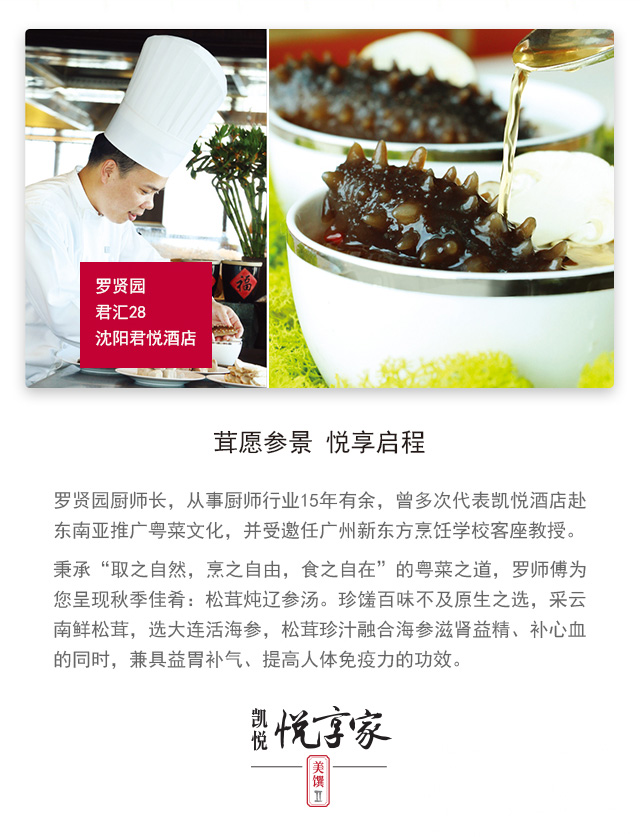 罗贤园
君汇28
沈阳君悦酒店
福
茸愿参景 悦享启程
罗贤园厨师长，从事厨师行业15年有余，曾多次代表凯悦酒店赴
东南亚推广粤菜文化，并受邀任广州新东方烹饪学校客座教授。
秉承“取之自然，烹之自由，食之自在”的粤菜之道，罗师傅为
您呈现秋季佳肴：松茸炖辽参汤。珍馐百味不及原生之选，采云
南鲜松茸，选大连活海参，松茸珍汁融合海参滋肾益精、补心血
的同时，兼具益胃补气、提高人体免疫力的功效。
凯悦 悦享家
美馔